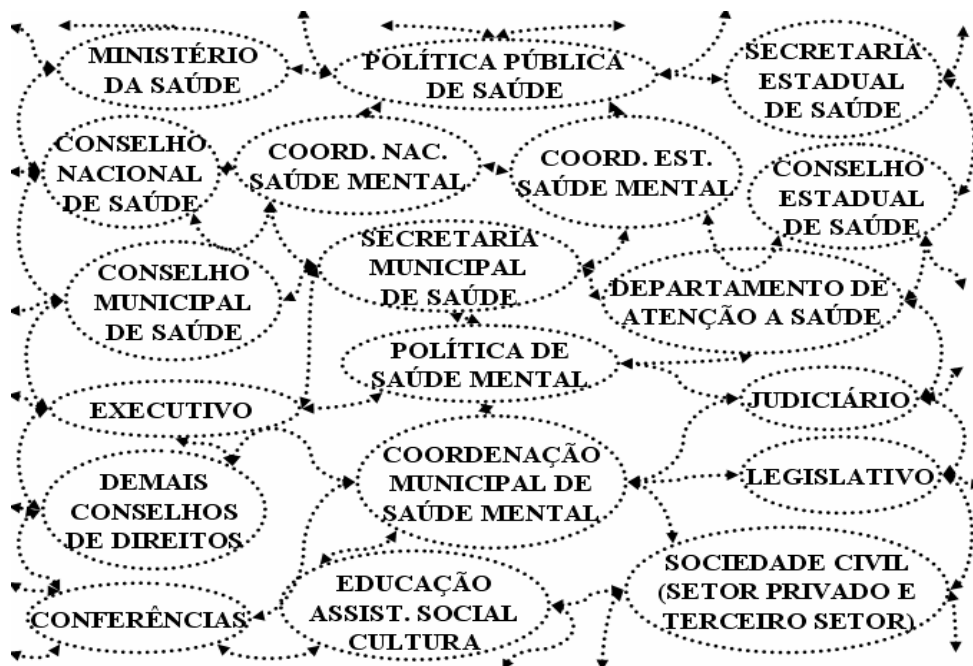 MINISTÉRIO
DA SAÚDE
POLÍTICA PÚBLICA
DE SAÚDE
SECRETARIA
ESTADUAL
DE SAÚDE
CONSELHO
NACIONAL
DE SAÚDE
COORD. NAC.
SAÚDE MENTAL
COORD. EST.
SAÚDE MENTAL
CONSELHO
ESTADUAL
DE SAÚDE
CONSELHO
MUNICIPAL
DE SAÚDE
SECRETARIA
MUNICIPAL
DE SAÚDE
DEPARTAMENTO DE
ATENÇÃO A SAÚDE
POLÍTICA DE
SAÚDE MENTAL
EXECUTIVO
JUDICIÁRIO
DEMAIS
CONSELHOS
DE DIREITOS
COORDENAÇÃO
MUNICIPAL DE
SAÚDE MENTAL
LEGISLATIVO
CONFERÊNCIAS
EDUCAÇÃO
ASSIST. SOCIAL
CULTURA
SOCIEDADE CIVIL
(SETOR PRIVADO E
TERCEIRO SETOR)